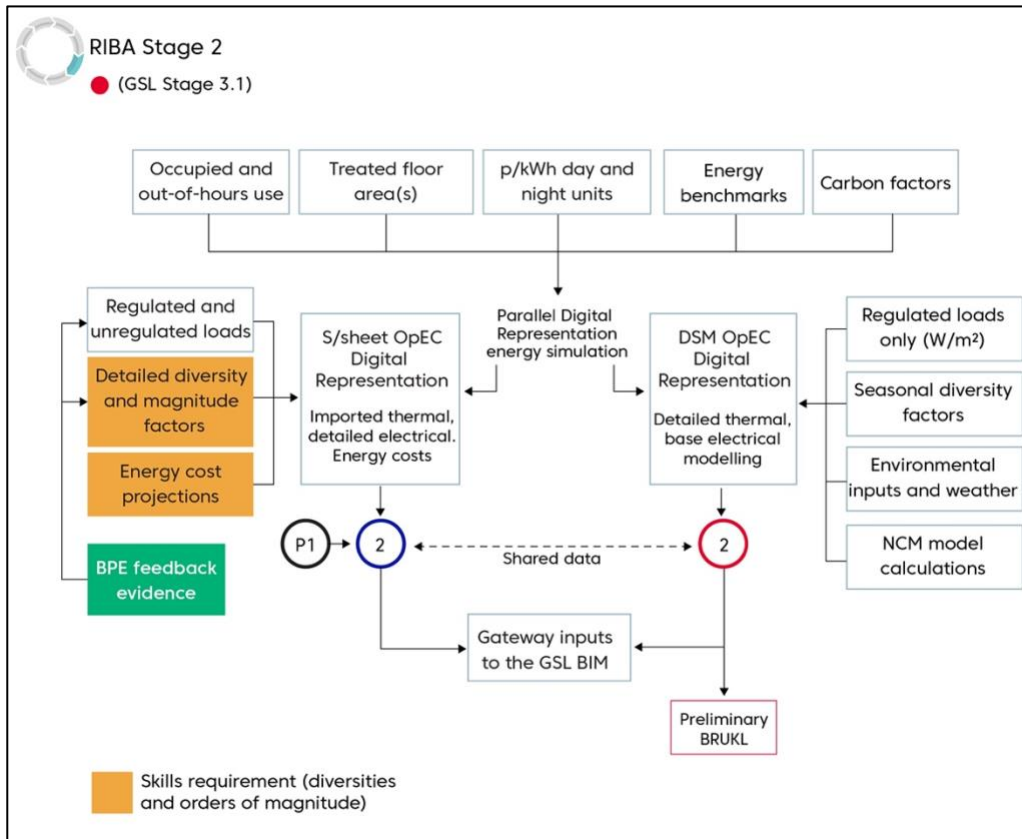 RIBA Stage 2
(GSL Stage 3.1)
Occupied and
out-of-hours use
Treated floor
area(s)
p/kWh day and
night units
Energy
benchmarks
Carbon factors
Regulated and
unregulated loads
Detailed diversity
and magnitude
factors
Energy cost
projections
BPE feedback
evidence
S/sheet OpEC
Digital
Representation
Imported thermal,
detailed electrical.
Energy costs
Parallel Digital
Representation
energy simulation
DSM OpEC
Digital
Representation
Detailed thermal,
base electrical
modelling
Regulated loads
only (W/m²)
Seasonal diversity
factors
Environmental
inputs and weather
NCM model
calculations
P1
2
Shared data
2
Gateway inputs
to the GSL BIM
Preliminary
BRUKL
Skills requirement (diversities
and orders of magnitude)